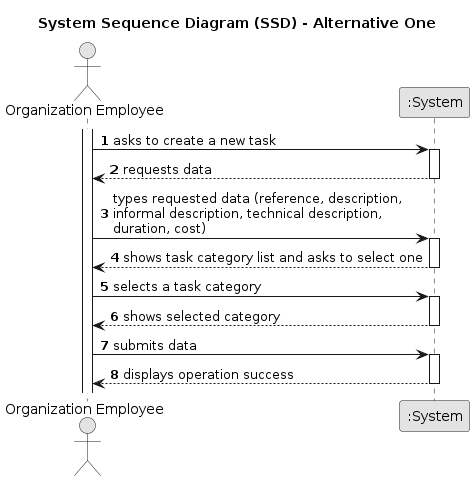 System Sequence Diagram (SSD) - Alternative One
Organization Employee
:System
1 asks to create a new task
2 requests data
types requested data (reference, description,
3 informal description, technical description,
duration, cost)
4 shows task category list and asks to select one
5 selects a task category
6 shows selected category
7 submits data
8 displays operation success
Organization Employee
:System